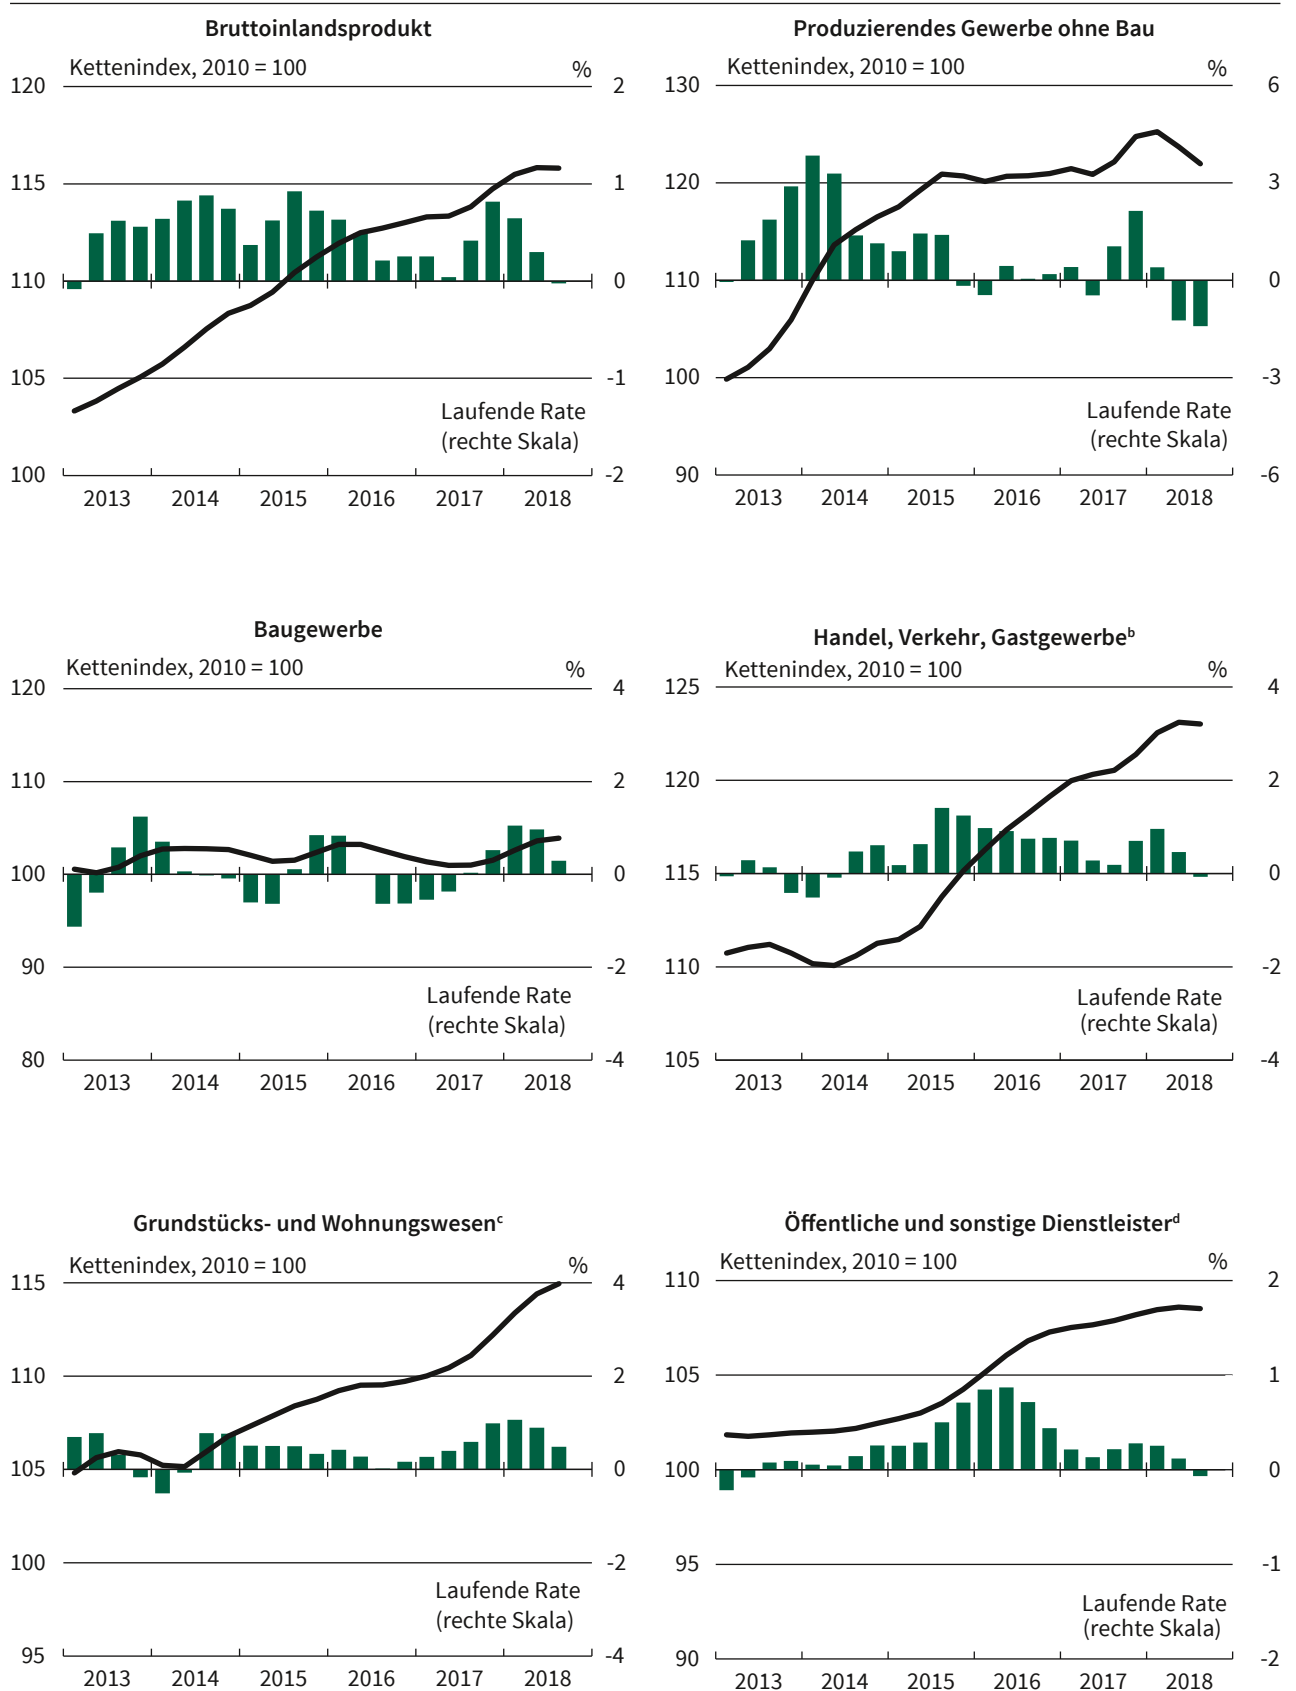 Bruttoinlandsprodukt
Kettenindex, 2010 = 100 %
120 2
115 1
110 0
105 -1
Laufende Rate
(rechte Skala)
100 -2
2013 2014 2015 2016 2017 2018
Produzierendes Gewerbe ohne Bau
Kettenindex, 2010 = 100 %
130 6
120 3
110 0
100 -3
Laufende Rate
(rechte Skala)
90 -6
2013 2014 2015 2016 2017 2018
Baugewerbe
Kettenindex, 2010 = 100 %
120 4
110 2
100 0
90 -2
Laufende Rate
(rechte Skala)
80 -4
2013 2014 2015 2016 2017 2018
Handel, Verkehr, Gastgewerbeᵇ
Kettenindex, 2010 = 100 %
125 4
120 2
115 0
110 -2
Laufende Rate
(rechte Skala)
105 -4
2013 2014 2015 2016 2017 2018
Grundstücks- und Wohnungswesenᶜ
Kettenindex, 2010 = 100 %
115 4
110 2
105 0
100 -2
Laufende Rate
(rechte Skala)
95 -4
2013 2014 2015 2016 2017 2018
Öffentliche und sonstige Dienstleisterᵈ
Kettenindex, 2010 = 100 %
110 2
105 1
100 0
95 -1
Laufende Rate
(rechte Skala)
90 -2
2013 2014 2015 2016 2017 2018